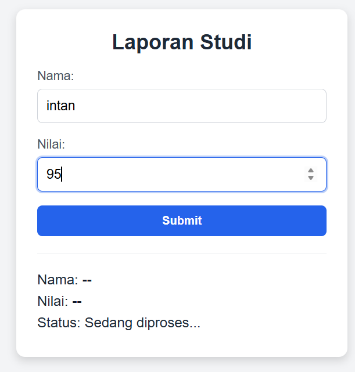 Laporan Studi
Nama:
intan
Nilai:
95
Submit
Nama: --
Nilai: --
Status: Sedang diproses...